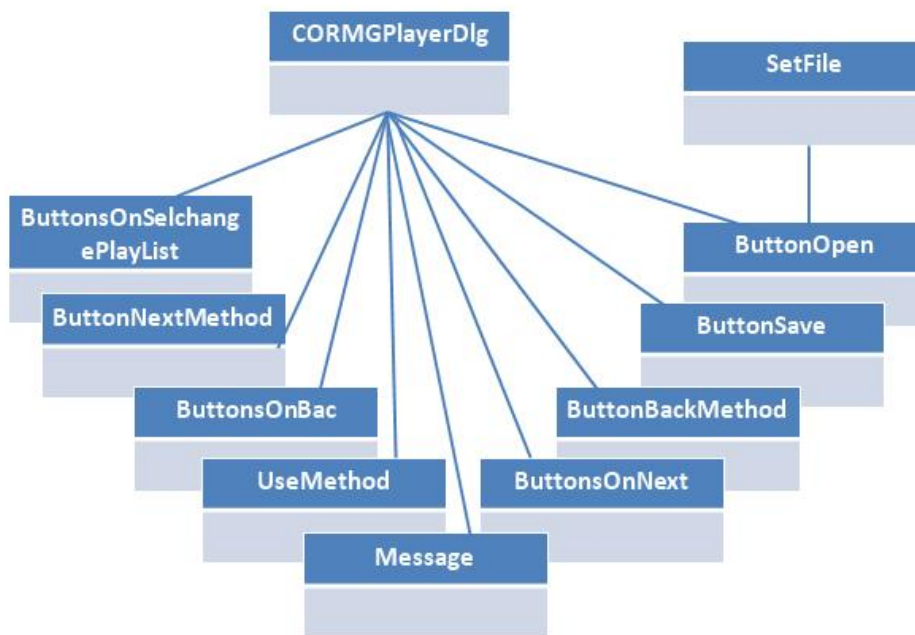 CORMGPlayerDlg
SetFile
ButtonsOnSelchang
ePlayList
ButtonOpen
ButtonNextMethod
ButtonSave
ButtonsOnBac
ButtonBackMethod
UseMethod
ButtonsOnNext
Message